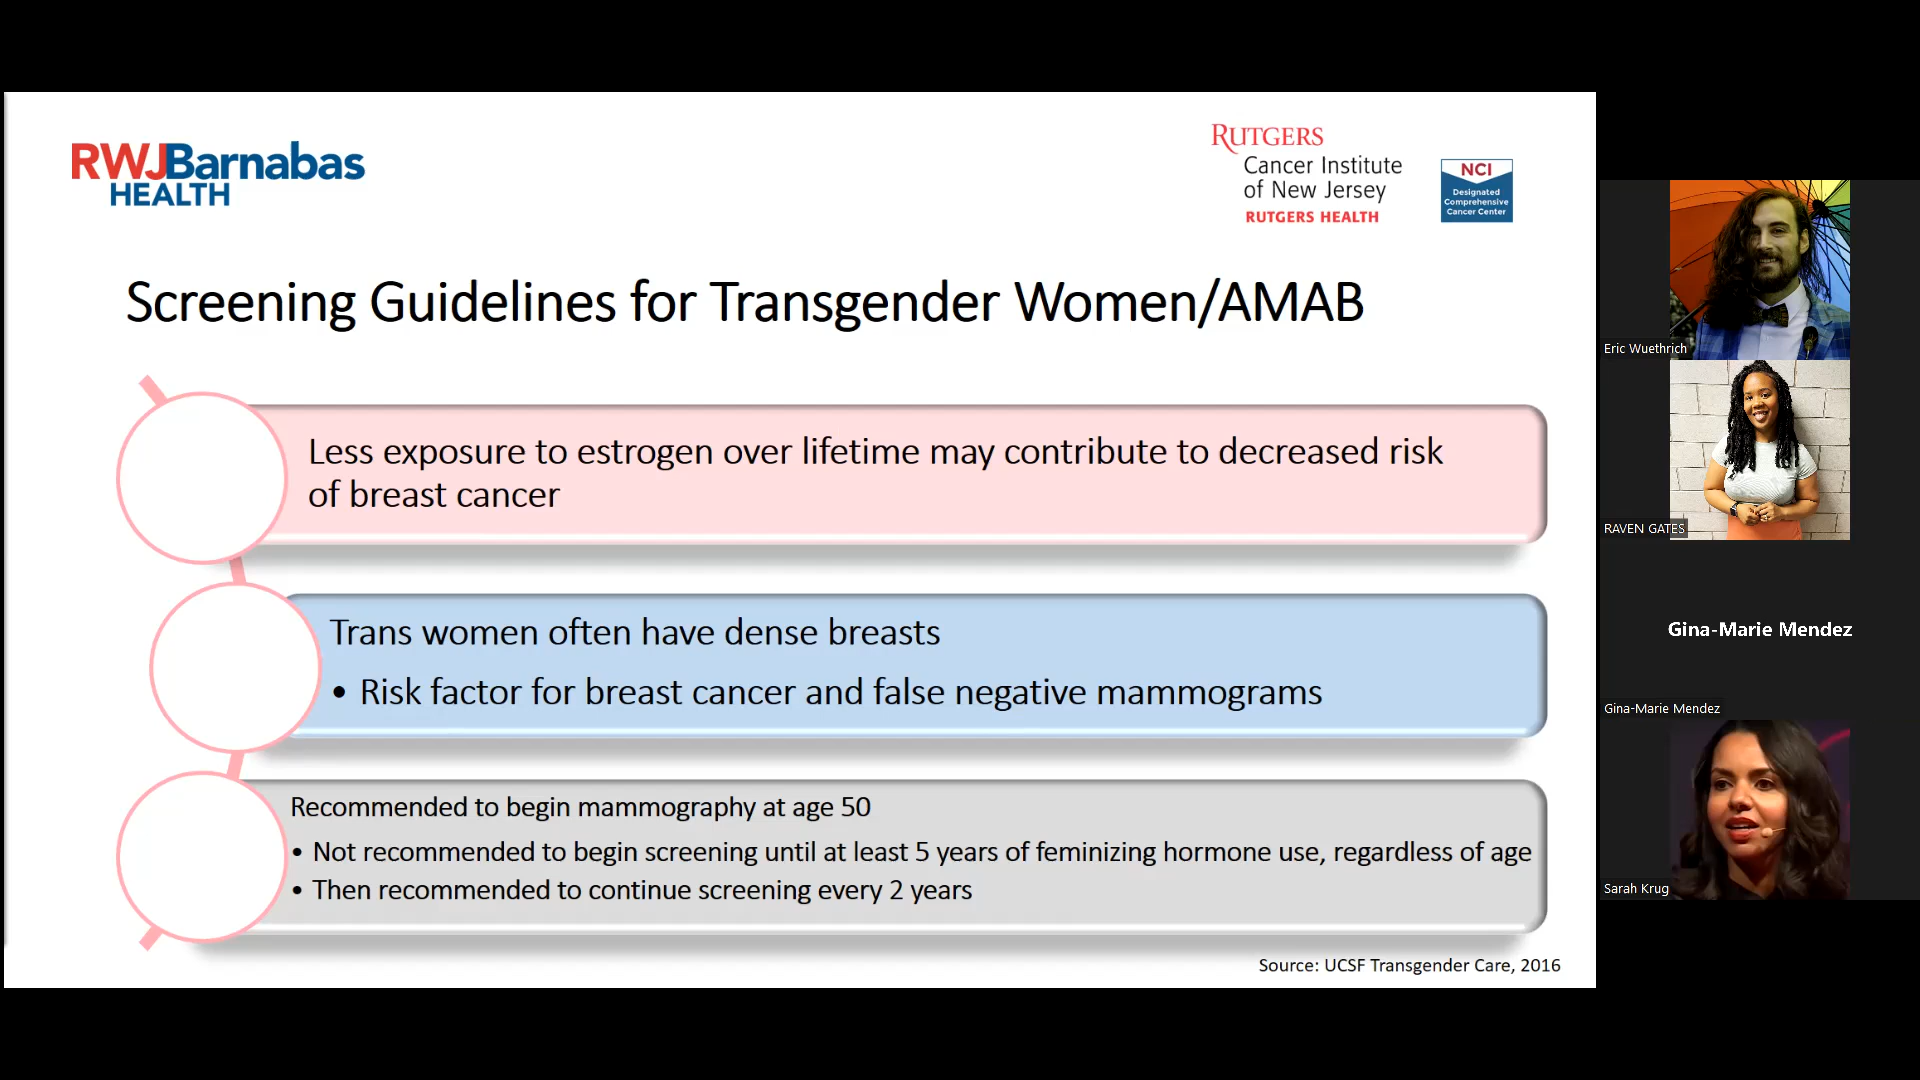 RWJBarnabas
HEALTH
RUTGERS
Cancer Institute
of New Jersey
RUTGERS HEALTH
NCI
Designated
Comprehensive
Cancer Center
Screening Guidelines for Transgender Women/AMAB
Less exposure to estrogen over lifetime may contribute to decreased risk
of breast cancer
Trans women often have dense breasts
• Risk factor for breast cancer and false negative mammograms
Recommended to begin mammography at age 50
• Not recommended to begin screening until at least 5 years of feminizing hormone use, regardless of age
• Then recommended to continue screening every 2 years
Source: UCSF Transgender Care, 2016
Eric Wuethrich
RAVEN GATES
Gina-Marie Mendez
Gina-Marie Mendez
Sarah Krug